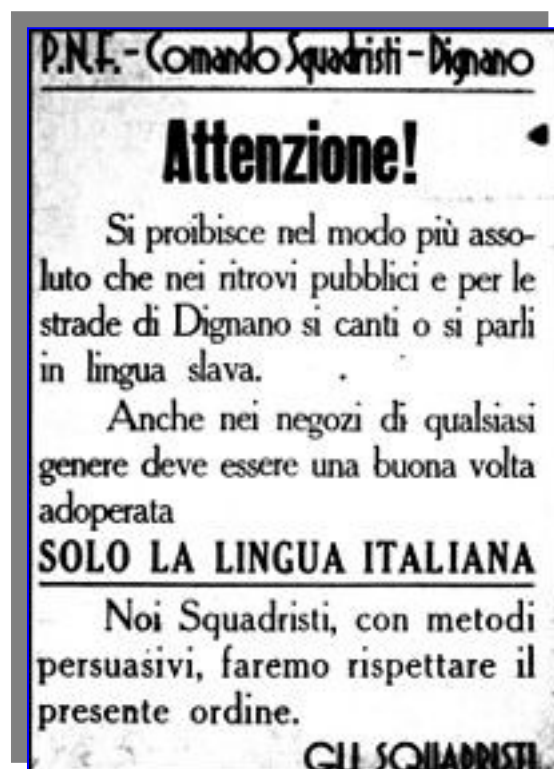 P.N.F. - Comando Squadristi - Dignano
Attenzione!
Si proibisce nel modo più asso-
luto che nei ritrovi pubblici e per le
strade di Dignano si canti o si parli
in lingua slava.
Anche nei negozi di qualsiasi
genere deve essere una buona volta
adoperata
SOLO LA LINGUA ITALIANA
Noi Squadristi, con metodi
persuasivi, faremo rispettare il
presente ordine.
GLI SQUADRISTI